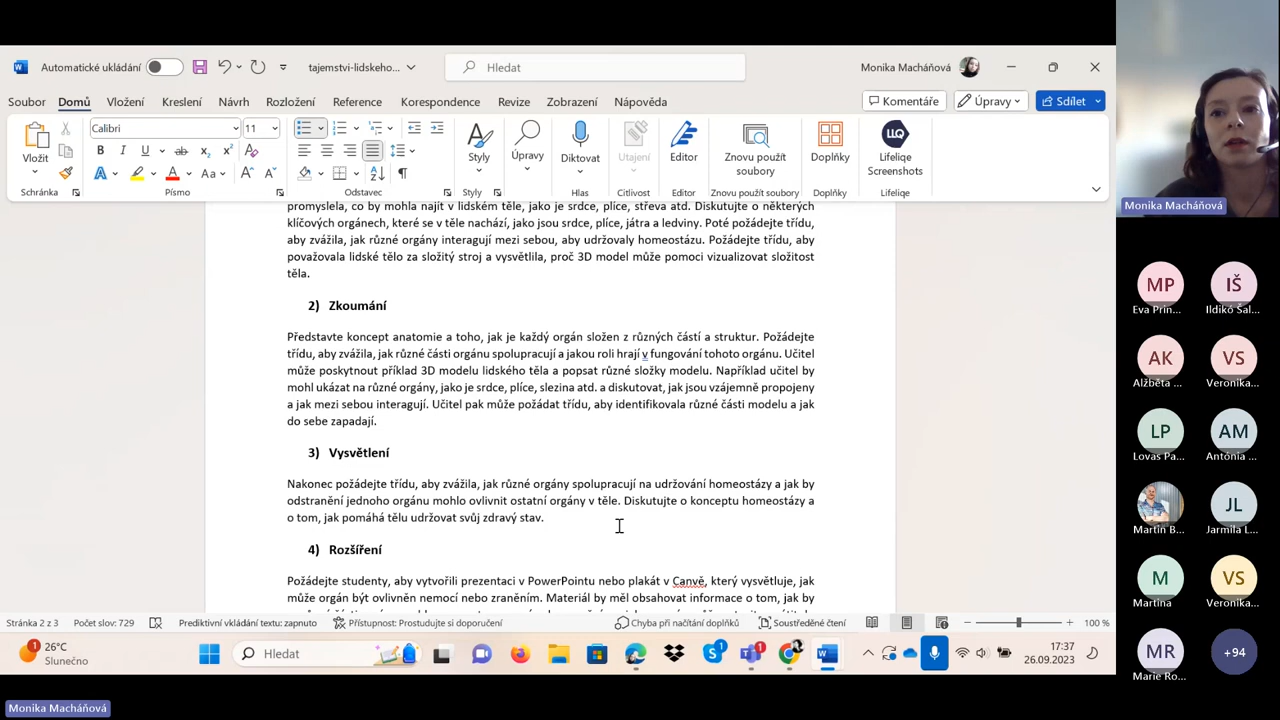 Automatické ukládání
tajemstvi-lidskeho...
Hledat
Monika Macháňová
Soubor Domů Vložení Kreslení Návrh Rozložení Reference Korespondence Revize Zobrazení Nápověda
Komentáře
Úpravy
Sdílet
Calibri 11
Vložit
Styly
Úpravy
Diktovat
Utajení
Editor
Znovu použít
soubory
Doplňky
Lifeliqe
Screenshots
Schránka
Písmo
Odstavec
Styly
Hlas
Citlivost
Editor
Znovu použít soubory
Doplňky
Lifeliqe
promyslela, co by mohla najít v lidském těle, jako je srdce, plíce, střeva atd. Diskutujte o některých
klíčových orgánech, které se v těle nachází, jako jsou srdce, plíce, játra a ledviny. Poté požádejte třídu,
aby zvážila, jak různé orgány interagují mezi sebou, aby udržovaly homeostázu. Požádejte třídu, aby
považovala lidské tělo za složitý stroj a vysvětlila, proč 3D model může pomoci vizualizovat složitost
těla.
2) Zkoumání
Představte koncept anatomie a toho, jak je každý orgán složen z různých částí a struktur. Požádejte
třídu, aby zvážila, jak různé části orgánu spolupracují a jakou roli hrají v fungování tohoto orgánu. Učitel
může poskytnout příklad 3D modelu lidského těla a popsat různé složky modelu. Například učitel by
mohl ukázat na různé orgány, jako je srdce, plíce, slezina atd. a diskutovat, jak jsou vzájemně propojeny
a jak mezi sebou interagují. Učitel pak může požádat třídu, aby identifikovala různé části modelu a jak
do sebe zapadají.
3) Vysvětlení
Nakonec požádejte třídu, aby zvážila, jak různé orgány spolupracují na udržování homeostázy a jak by
odstranění jednoho orgánu mohlo ovlivnit ostatní orgány v těle. Diskutujte o konceptu homeostázy a
o tom, jak pomáhá tělu udržovat svůj zdravý stav.
4) Rozšíření
Požádejte studenty, aby vytvořili prezentaci v PowerPointu nebo plakát v Canvě, který vysvětluje, jak
může orgán být ovlivněn nemocí nebo zraněním. Materiál by měl obsahovat informace o tom, jak by
Stránka 2 z 3
Počet slov: 729
Prediktivní vkládání textu: zapnuto
Přístupnost: Prostudujte si doporučení
Chyba při načítání doplňků
Soustředěné čtení
100 %
26°C
Slunečno
Hledat
17:37
26.09.2023
Monika Macháňová
Monika Macháňová
MP
Eva Prin...
IŠ
Ildikó Šal...
AK
Alžběta ...
VS
Veronika...
LP
Lovas Pa...
AM
Antónia ...
Martin B...
JL
Jarmila L...
M
Martina
VS
Veronika...
MR
Marie Ro...
+94